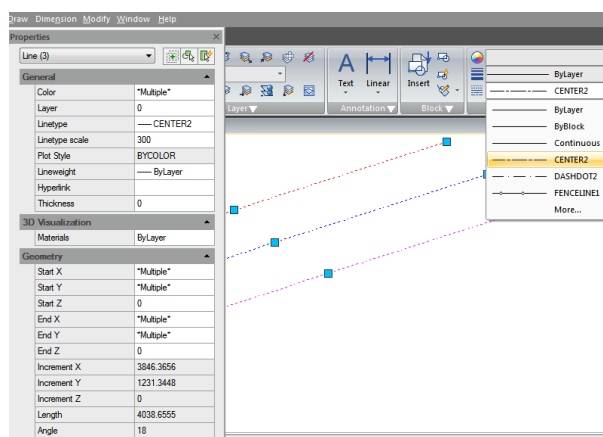 Draw Dimension Modify Window Help
Properties
Line (3)
General
Color *Multiple*
Layer 0
Linetype CENTER2
Linetype scale 300
Plot Style BYCOLOR
Lineweight ByLayer
Hyperlink
Thickness 0
3D Visualization
Materials ByLayer
Geometry
Start X *Multiple*
Start Y *Multiple*
Start Z 0
End X *Multiple*
End Y *Multiple*
End Z 0
Increment X 3846.3656
Increment Y 1231.3448
Increment Z 0
Length 4038.6555
Angle 18
Layer
A
Text Linear
Annotation
Insert
Block
ByLayer
CENTER2
ByLayer
ByBlock
Continuous
CENTER2
DASHDOT2
FENCELINE1
More...